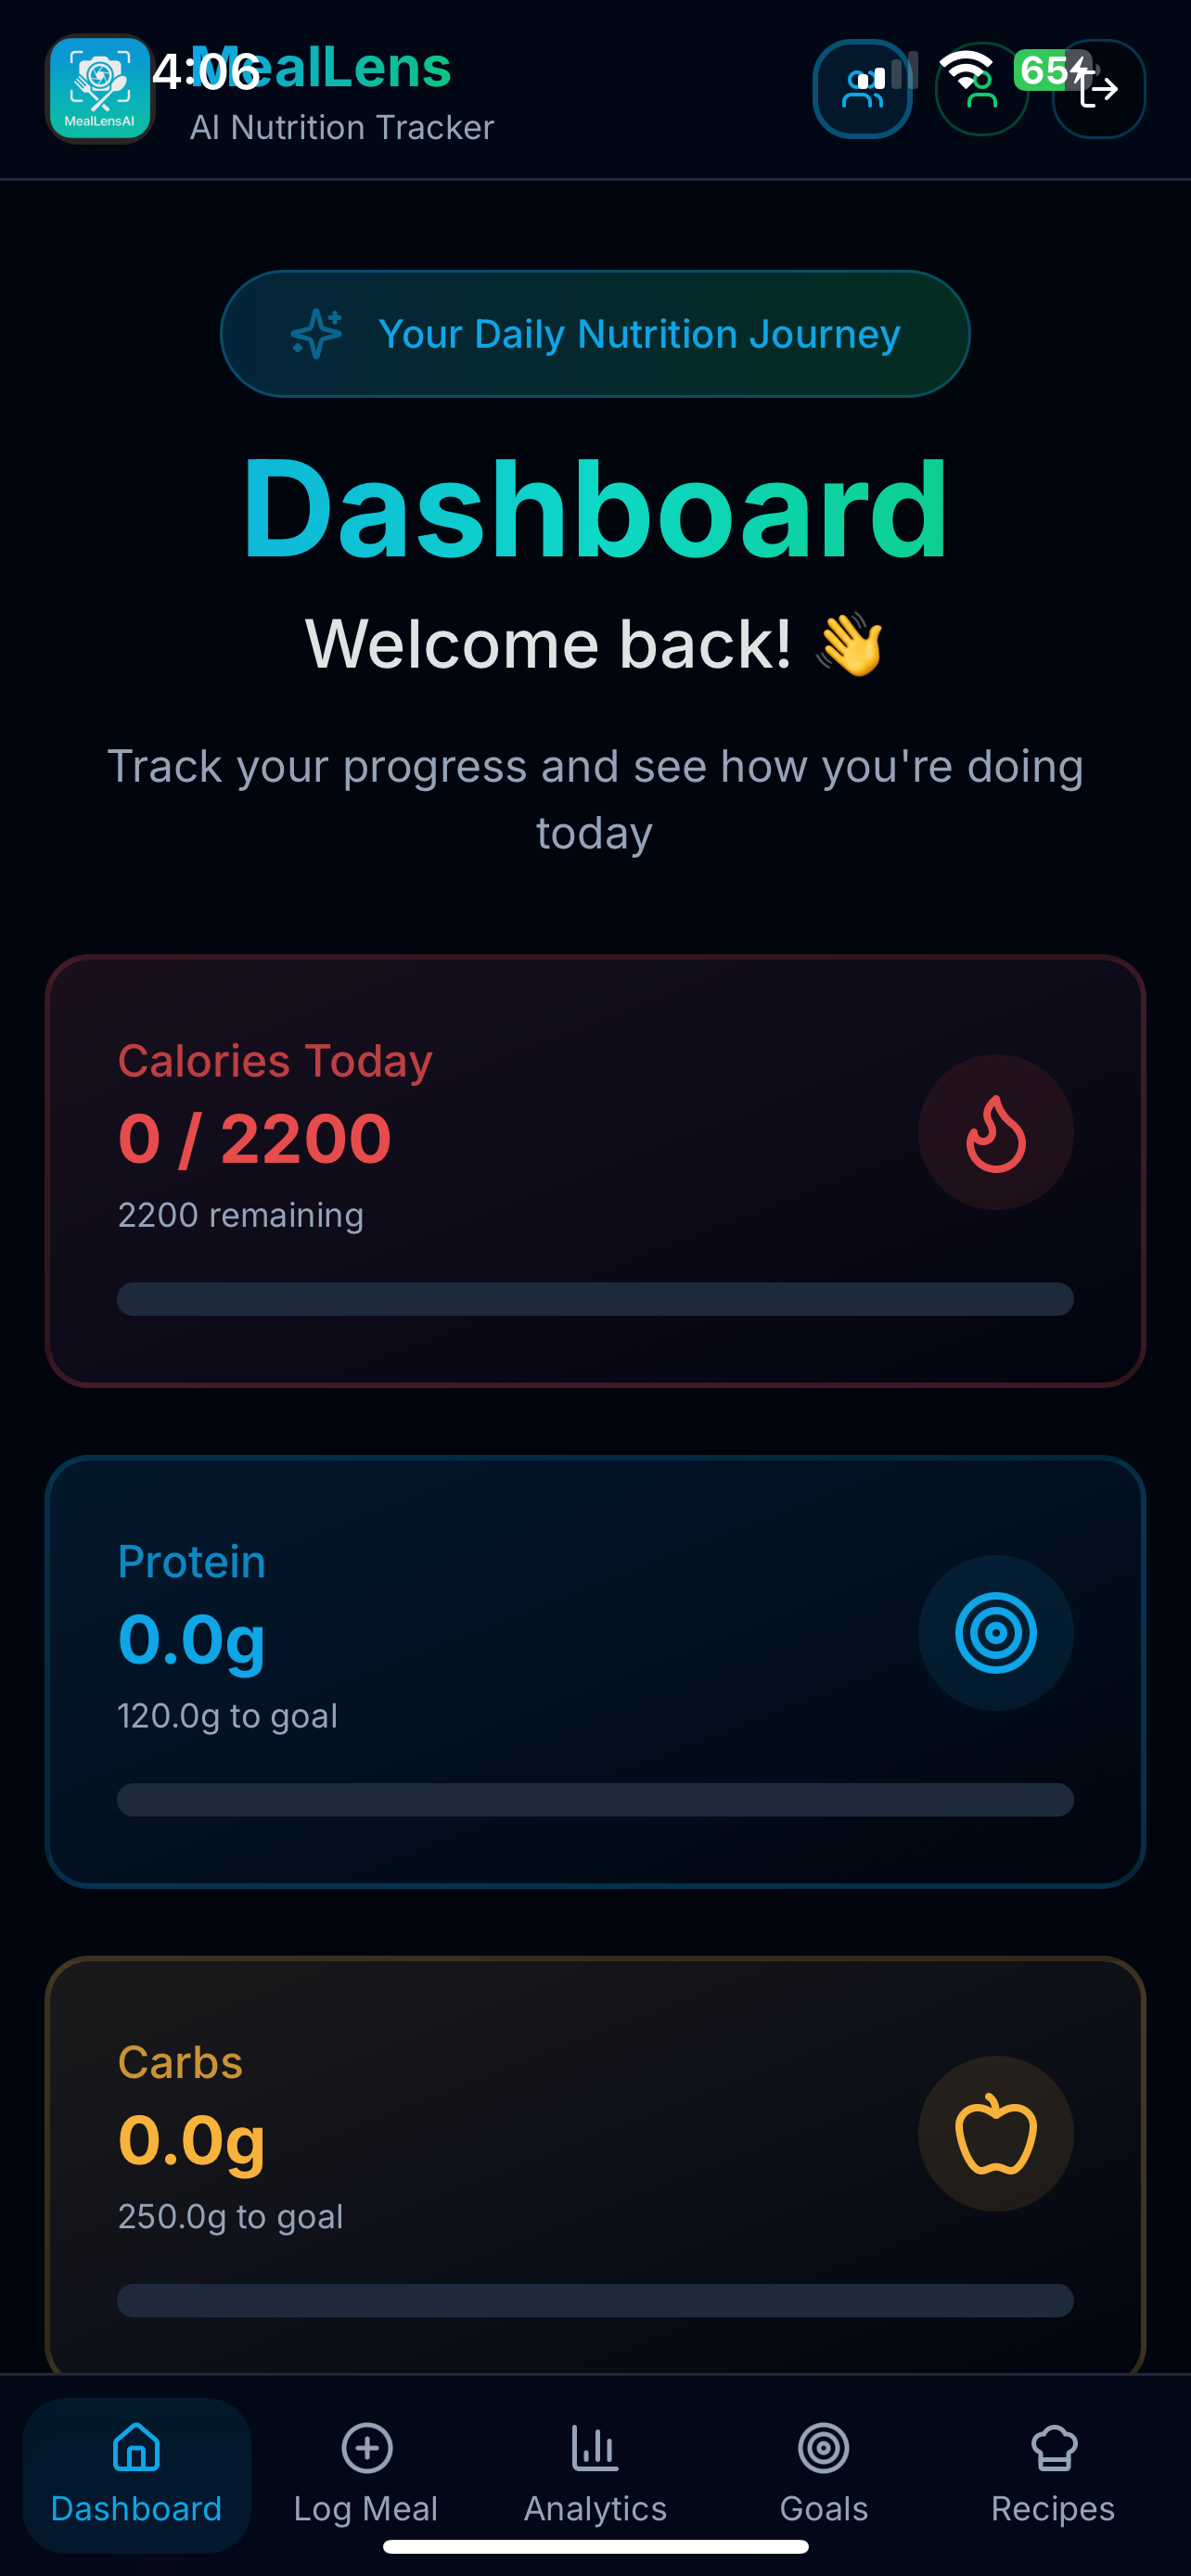 MealLensAI
4:06
MealLens
AI Nutrition Tracker
65
Your Daily Nutrition Journey
Dashboard
Welcome back! 👋
Track your progress and see how you're doing
today
Calories Today
0 / 2200
2200 remaining
Protein
0.0g
120.0g to goal
Carbs
0.0g
250.0g to goal
Dashboard
Log Meal
Analytics
Goals
Recipes